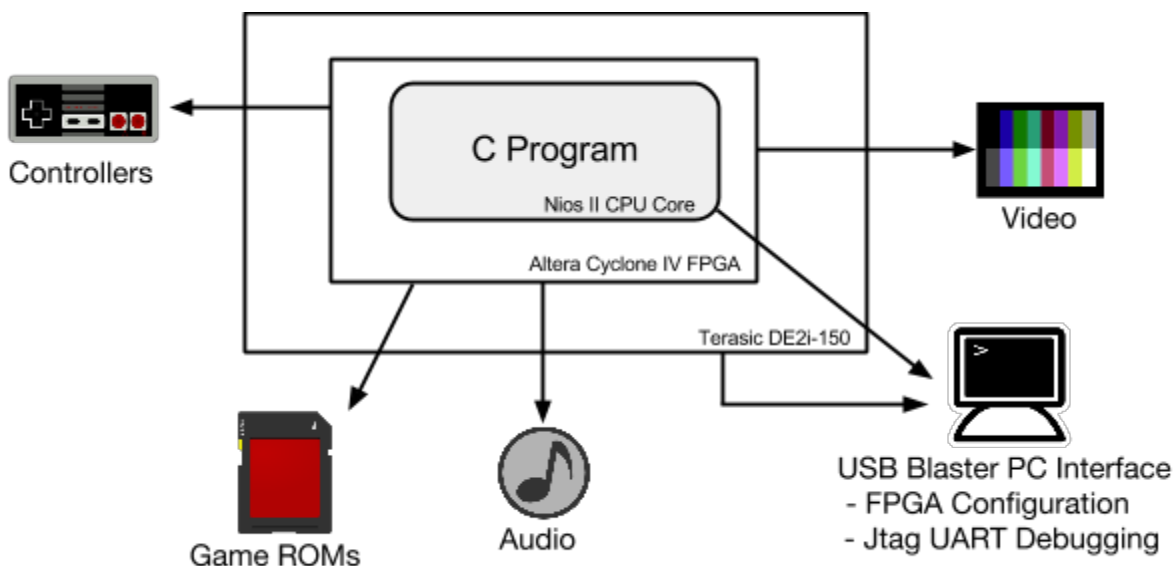 C Program
Nios II CPU Core
Altera Cyclone IV FPGA
Terasic DE2i-150
Controllers
Video
>
USB Blaster PC Interface
- FPGA Configuration
- Jtag UART Debugging
Audio
Game ROMs